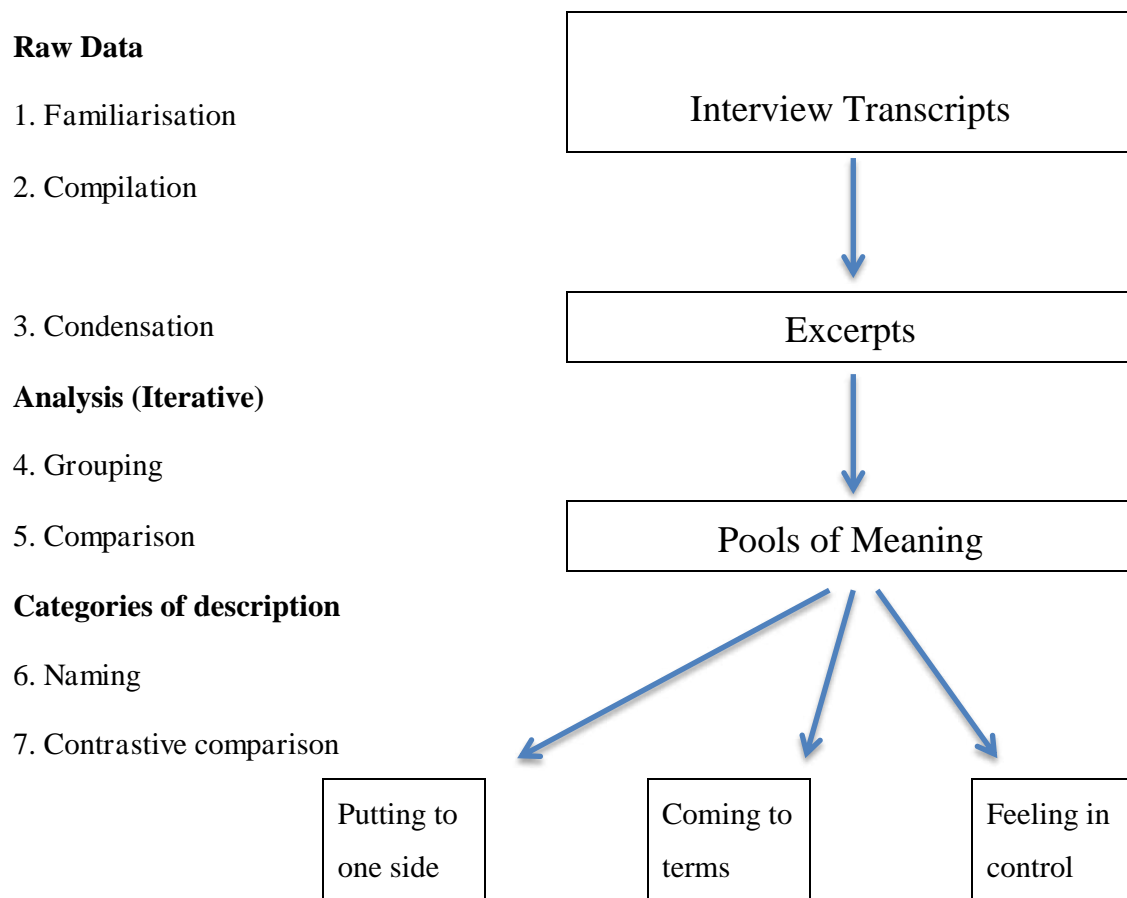 Raw Data
1. Familiarisation
2. Compilation
3. Condensation
Analysis (Iterative)
4. Grouping
5. Comparison
Categories of description
6. Naming
7. Contrastive comparison
Interview Transcripts
Excerpts
Pools of Meaning
Putting to
one side
Coming to
terms
Feeling in
control